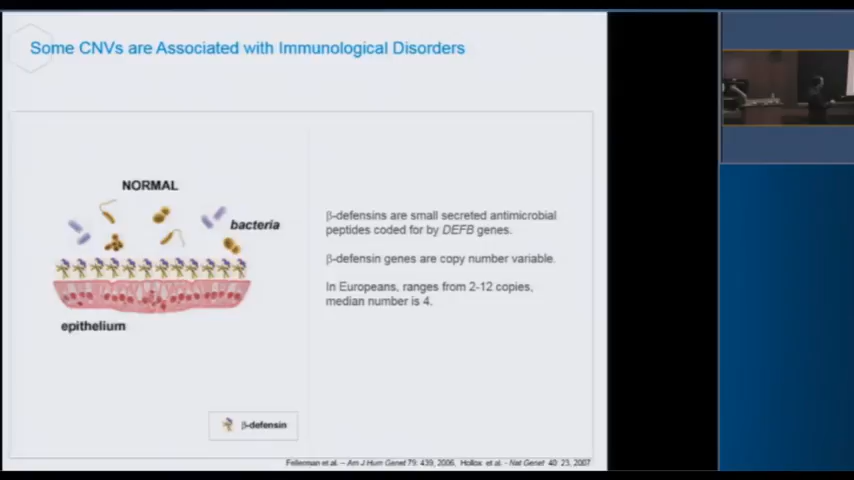 Some CNVs are Associated with Immunological Disorders
NORMAL
bacteria
epithelium
β-defensin
β-defensins are small secreted antimicrobial
peptides coded for by DEFB genes.
β-defensin genes are copy number variable.
In Europeans, ranges from 2-12 copies,
median number is 4.
Fellerman et al. – Am J Hum Genet 79: 439, 2006, Hollox et al. - Nat Genet 40: 23, 2007